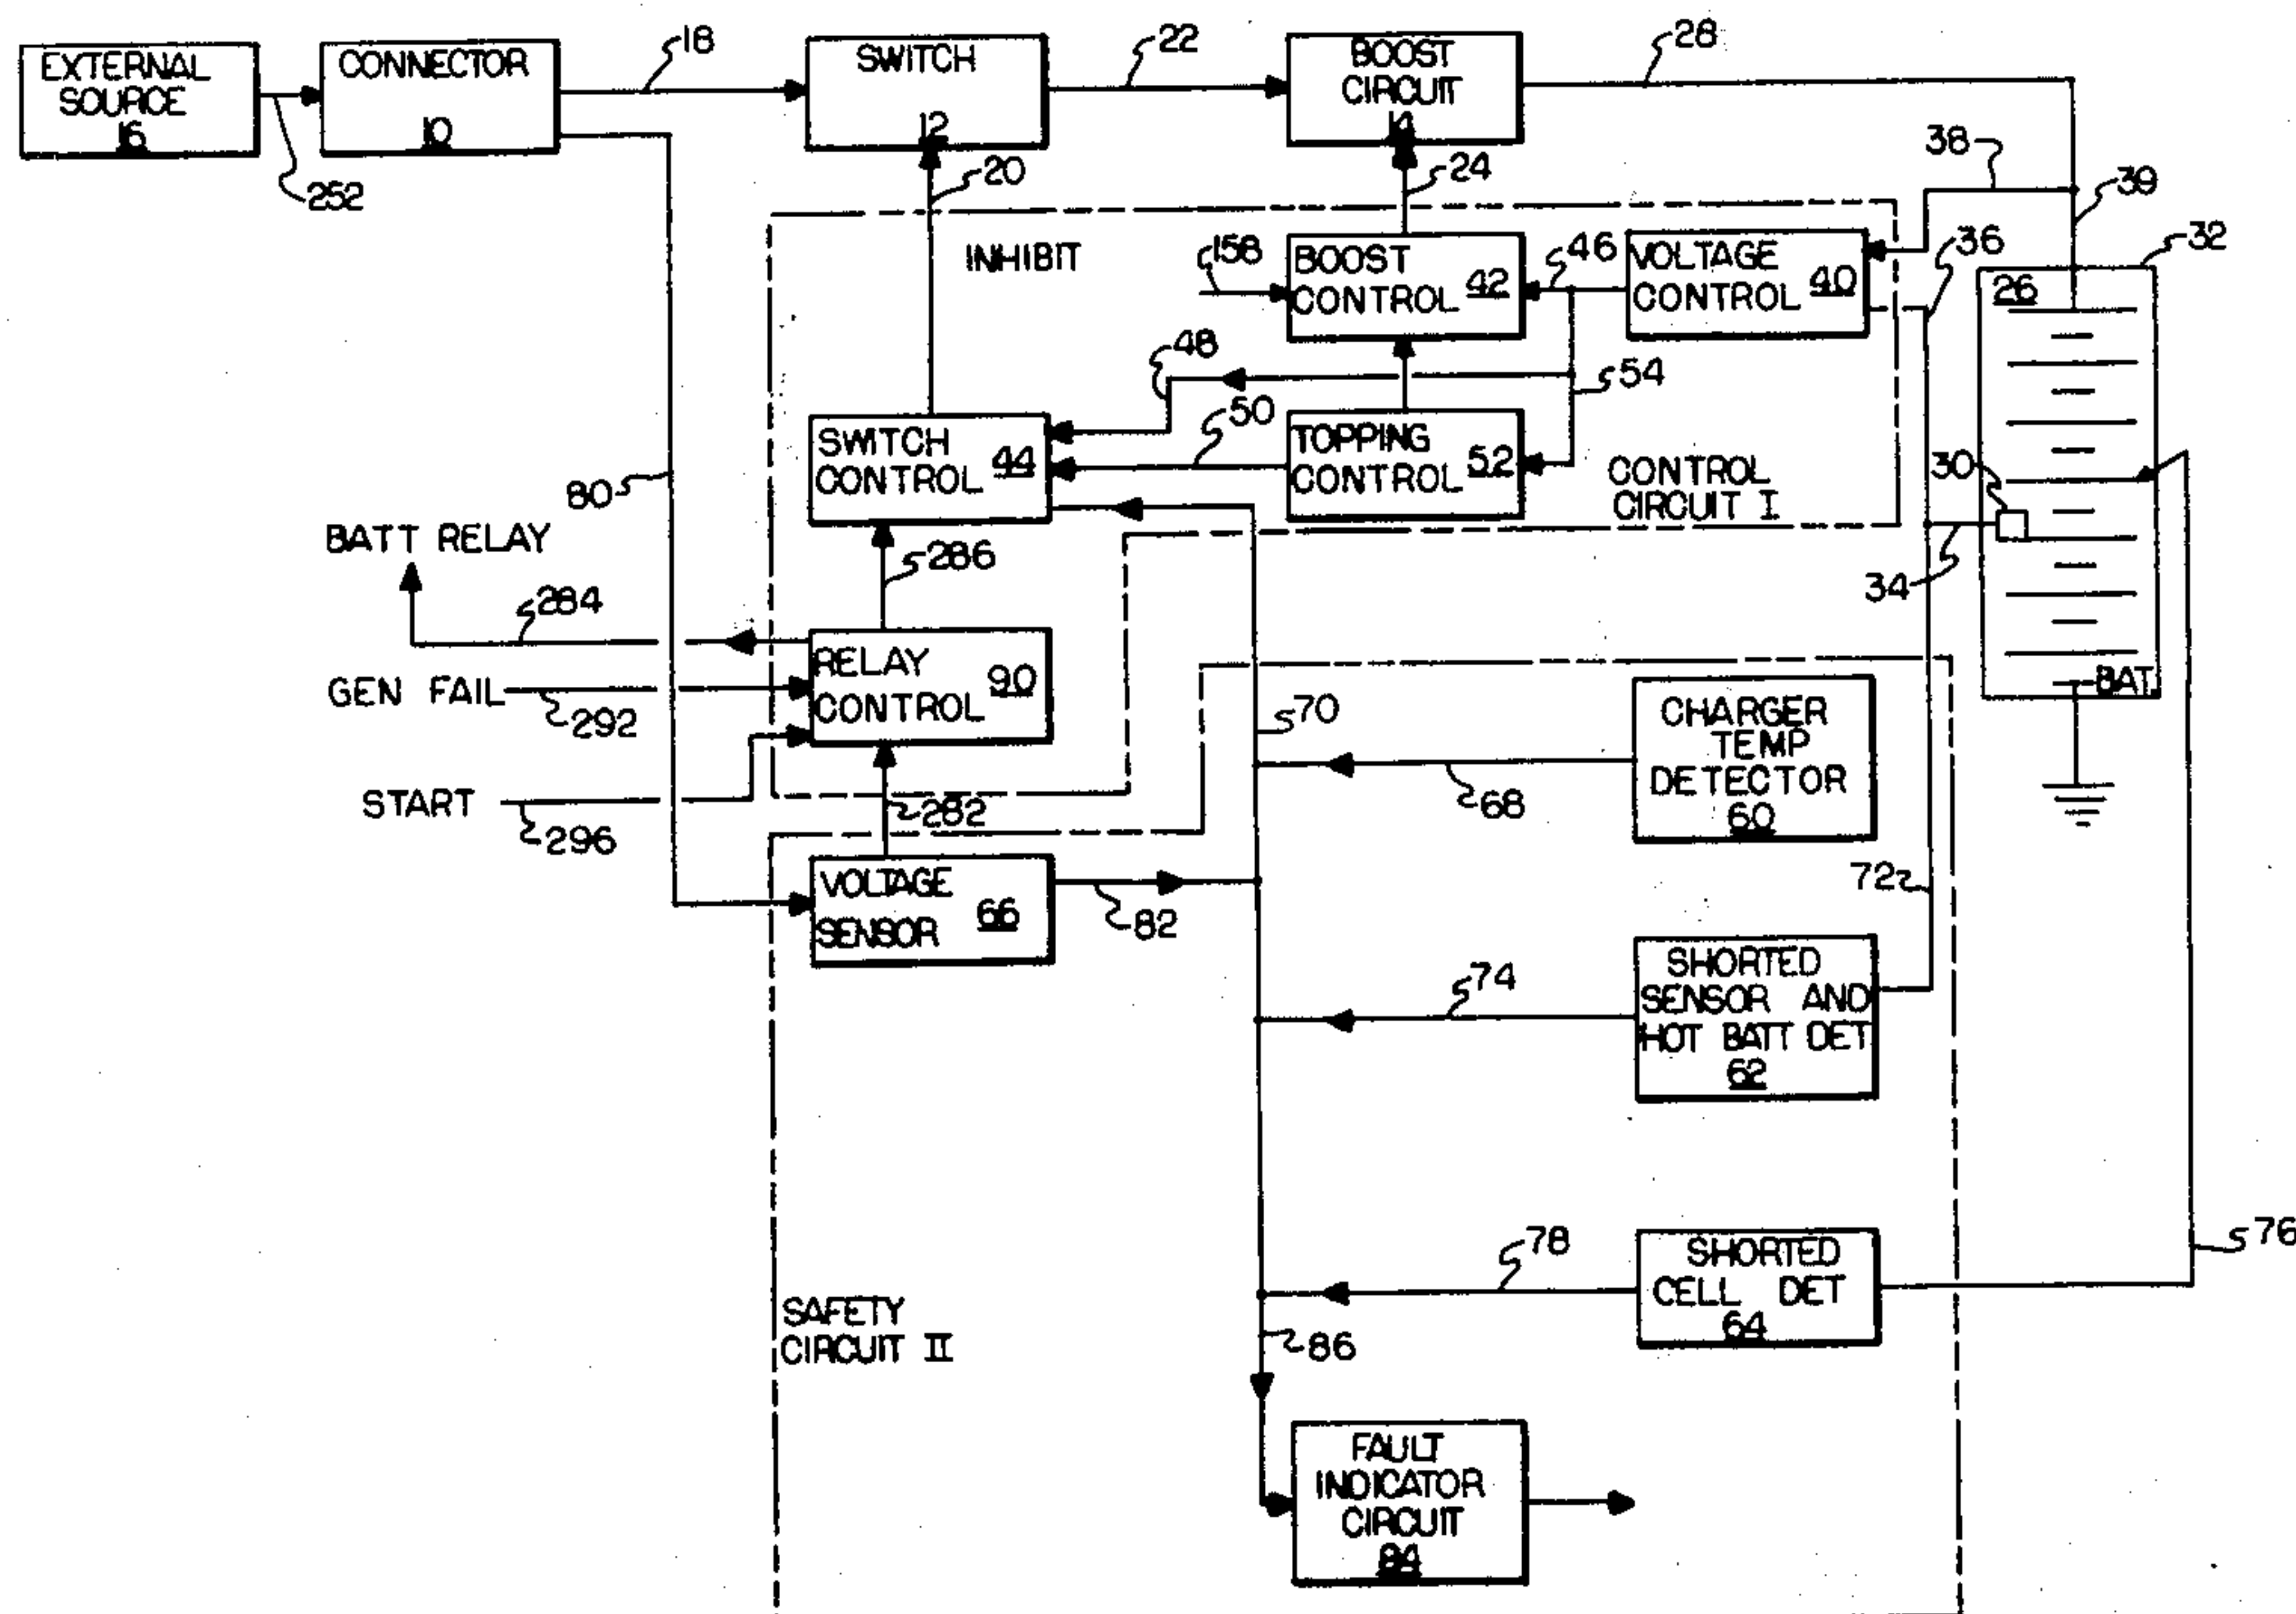 EXTERNAL
SOURCE
16
CONNECTOR
10
18
SWITCH
12
22
BOOST
CIRCUIT
14
28
252
20
24
38
39
INHIBIT
158
BOOST
CONTROL 42
46
VOLTAGE
CONTROL 40
36
32
26
48
54
SWITCH
CONTROL 44
50
TOPPING
CONTROL 52
CONTROL
CIRCUIT I
30
80
BATT RELAY
286
34
284
RELAY
CONTROL 90
GEN FAIL
292
BAT.
70
CHARGER
TEMP
DETECTOR
60
START
296
282
68
VOLTAGE
SENSOR 66
82
72
74
SHORTED
SENSOR AND
HOT BATT DET
62
78
SHORTED
CELL DET
64
76
SAFETY
CIRCUIT II
86
FAULT
INDICATOR
CIRCUIT
84